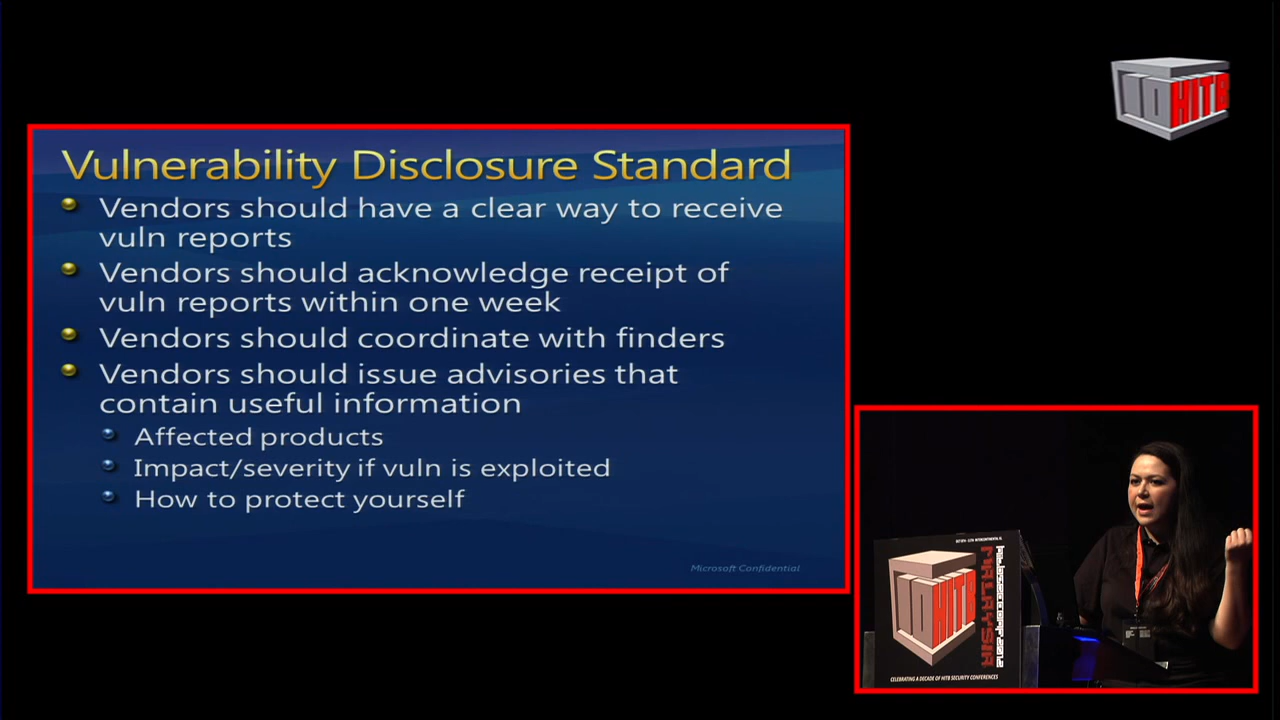 10 HITB
Vulnerability Disclosure Standard
Vendors should have a clear way to receive
vuln reports
Vendors should acknowledge receipt of
vuln reports within one week
Vendors should coordinate with finders
Vendors should issue advisories that
contain useful information
Affected products
Impact/severity if vuln is exploited
How to protect yourself
Microsoft Confidential
10 HITB
MALAYSIA
CELEBRATING A DECADE OF HITB SECURITY CONFERENCES